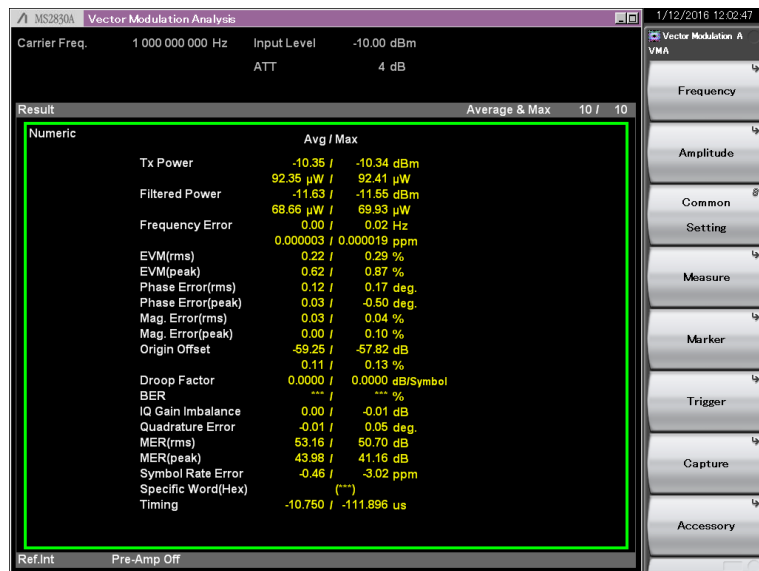 MS2830A Vector Modulation Analysis
1/12/2016 12:02:47
Carrier Freq. 1 000 000 000 Hz Input Level -10.00 dBm
ATT 4 dB
Result Average & Max 10 / 10
Numeric
Avg / Max
Tx Power -10.35 / -10.34 dBm
92.35 µW / 92.41 µW
Filtered Power -11.63 / -11.55 dBm
68.66 µW / 69.93 µW
Frequency Error 0.00 / 0.02 Hz
0.000003 / 0.000019 ppm
EVM(rms) 0.22 / 0.29 %
EVM(peak) 0.62 / 0.87 %
Phase Error(rms) 0.12 / 0.17 deg.
Phase Error(peak) 0.03 / -0.50 deg.
Mag. Error(rms) 0.03 / 0.04 %
Mag. Error(peak) 0.00 / 0.10 %
Origin Offset -59.25 / -57.82 dB
0.11 / 0.13 %
Droop Factor 0.0000 / 0.0000 dB/Symbol
BER *** / *** %
IQ Gain Imbalance 0.00 / -0.01 dB
Quadrature Error -0.01 / 0.05 deg.
MER(rms) 53.16 / 50.70 dB
MER(peak) 43.98 / 41.16 dB
Symbol Rate Error -0.46 / -3.02 ppm
Specific Word(Hex) (***)
Timing -10.750 / -111.896 us
Ref.Int Pre-Amp Off
Vector Modulation A
VMA
Frequency
Amplitude
Common
Setting
Measure
Marker
Trigger
Capture
Accessory